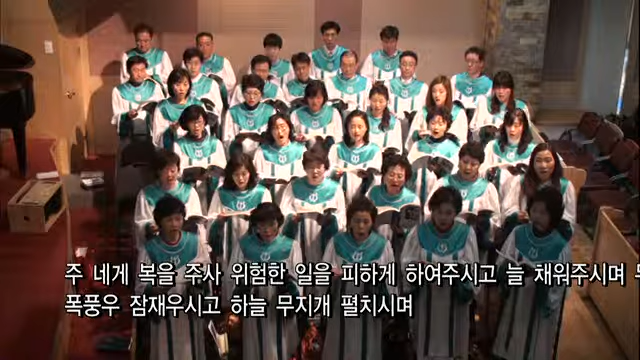 주 네게 복을 주사 위험한 일을 피하게 하여주시고 늘 채워주시며
폭풍우 잠재우시고 하늘 무지개 펼치시며